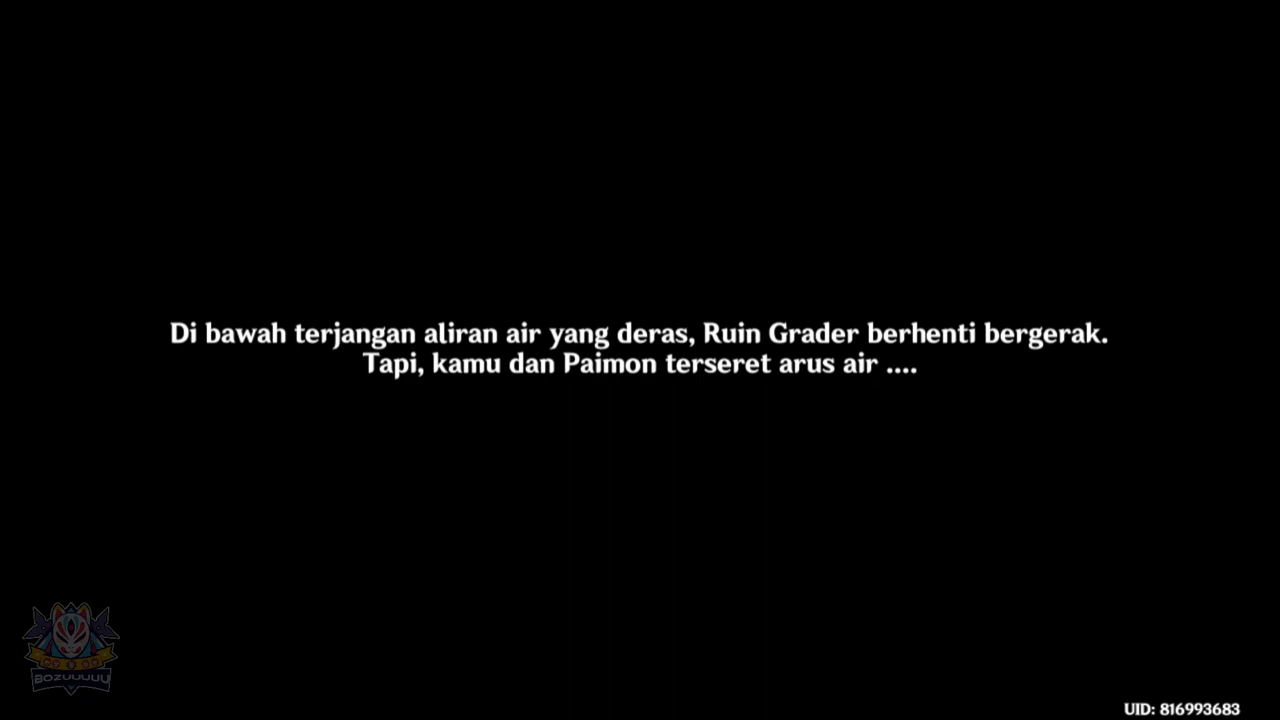 Di bawah terjangan aliran air yang deras, Ruin Grader berhenti bergerak.
Tapi, kamu dan Paimon terseret arus air ....
BOZUUUUU
UID: 816993683